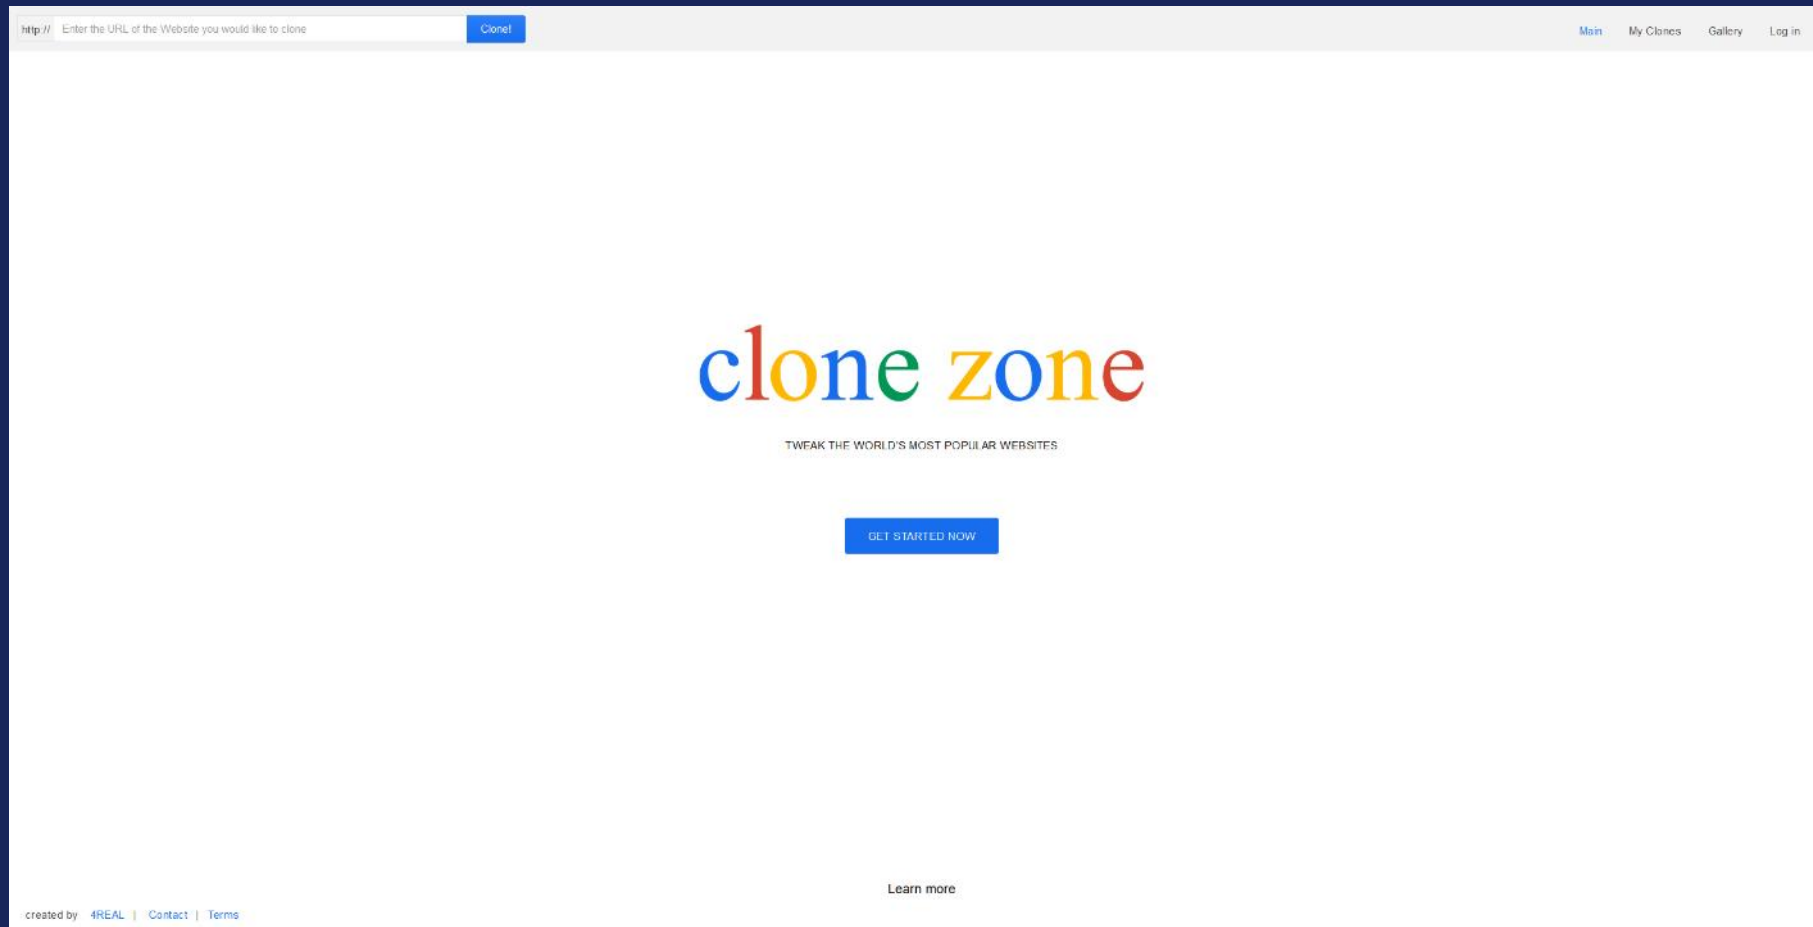 http:// Enter the URL of the Website you would like to clone Clone! Main My Clones Gallery Log in
clone zone
TWEAK THE WORLD'S MOST POPULAR WEBSITES
GET STARTED NOW
Learn more
created by 4REAL | Contact | Terms